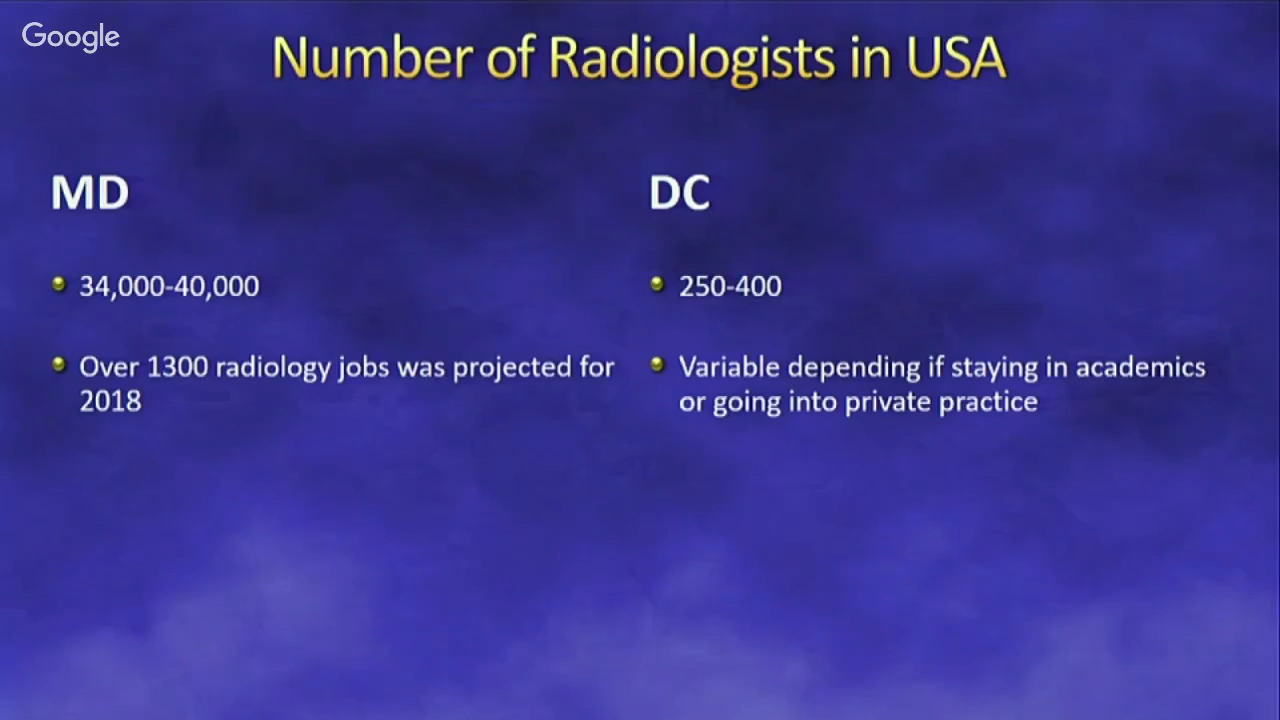 Google
Number of Radiologists in USA
MD
34,000-40,000
Over 1300 radiology jobs was projected for
2018
DC
250-400
Variable depending if staying in academics
or going into private practice